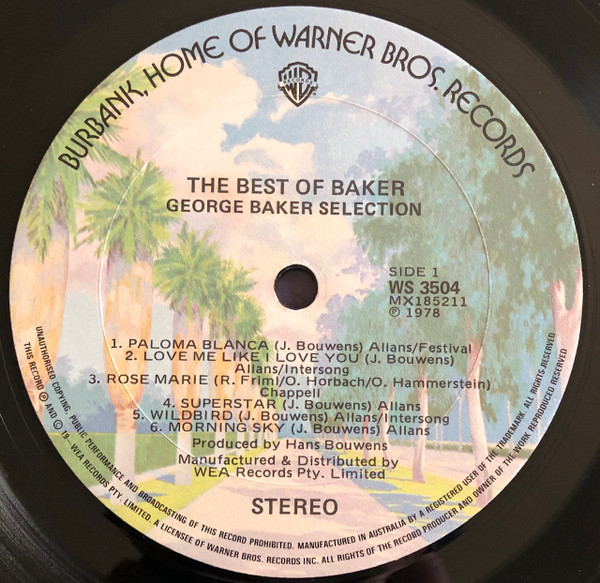 BURBANK, HOME OF WARNER BROS. RECORDS
WB
RECORDS
THE BEST OF BAKER
GEORGE BAKER SELECTION
SIDE 1
WS 3504
MX185211
℗ 1978
1. PALOMA BLANCA (J. Bouwens) Allans/Festival
2. LOVE ME LIKE I LOVE YOU (J. Bouwens)
Allans/Intersong
3. ROSE MARIE (R. Friml/O. Horbach/O. Hammerstein)
Chappell
4. SUPERSTAR (J. Bouwens) Allans
5. WILDBIRD (J. Bouwens) Allans/Intersong
6. MORNING SKY (J. Bouwens) Allans
Produced by Hans Bouwens
Manufactured & Distributed by
WEA Records Pty. Limited
STEREO
UNAUTHORISED COPYING, PUBLIC PERFORMANCE AND BROADCASTING OF THIS RECORD PROHIBITED. MANUFACTURED IN AUSTRALIA BY A REGISTERED USER OF THE TRADEMARK. ALL RIGHTS RESERVED
THIS RECORD ℗ AND © 19–WEA RECORDS PTY. LIMITED. A LICENSEE OF WARNER BROS. RECORDS INC. ALL RIGHTS OF THE RECORD PRODUCER AND OWNER OF THE WORK REPRODUCED RESERVED